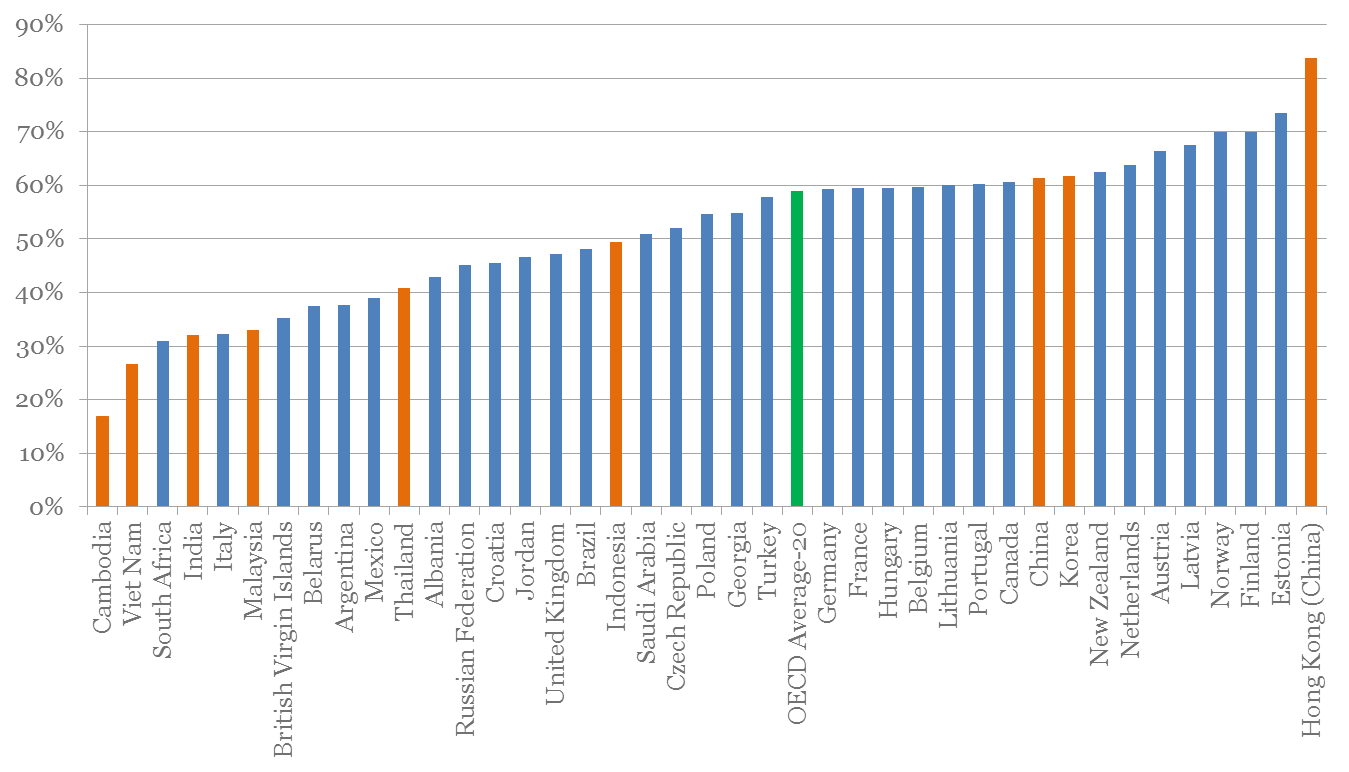 90%
80%
70%
60%
50%
40%
30%
20%
10%
0%
Cambodia
Viet Nam
South Africa
India
Italy
Malaysia
British Virgin Islands
Belarus
Argentina
Mexico
Thailand
Albania
Russian Federation
Croatia
Jordan
United Kingdom
Brazil
Indonesia
Saudi Arabia
Czech Republic
Poland
Georgia
Turkey
OECD Average-20
Germany
France
Hungary
Belgium
Lithuania
Portugal
Canada
China
Korea
New Zealand
Netherlands
Austria
Latvia
Norway
Finland
Estonia
Hong Kong (China)